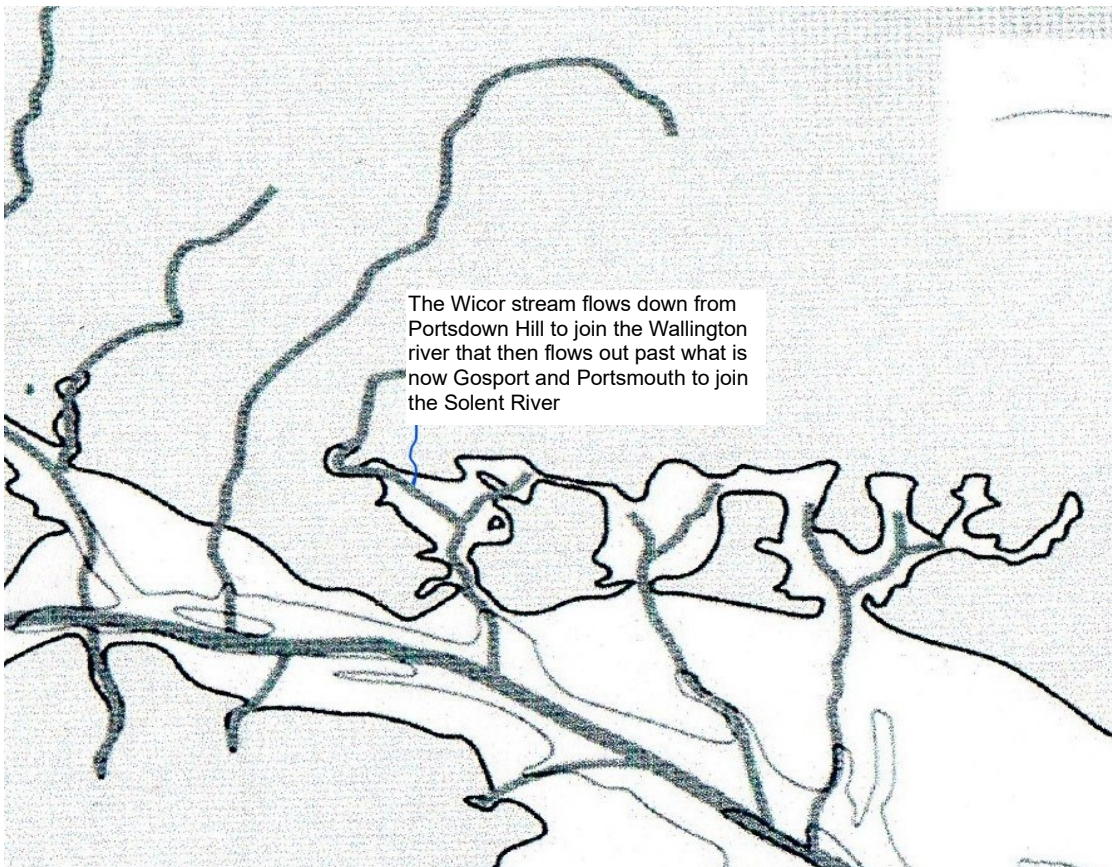 The Wicor stream flows down from
Portsdown Hill to join the Wallington
river that then flows out past what is
now Gosport and Portsmouth to join
the Solent River